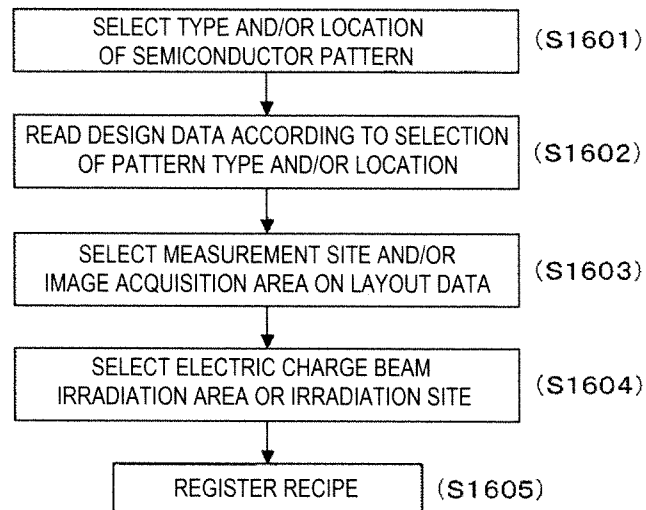 SELECT TYPE AND/OR LOCATION
OF SEMICONDUCTOR PATTERN
(S1601)
READ DESIGN DATA ACCORDING TO SELECTION
OF PATTERN TYPE AND/OR LOCATION
(S1602)
SELECT MEASUREMENT SITE AND/OR
IMAGE ACQUISITION AREA ON LAYOUT DATA
(S1603)
SELECT ELECTRIC CHARGE BEAM
IRRADIATION AREA OR IRRADIATION SITE
(S1604)
REGISTER RECIPE
(S1605)